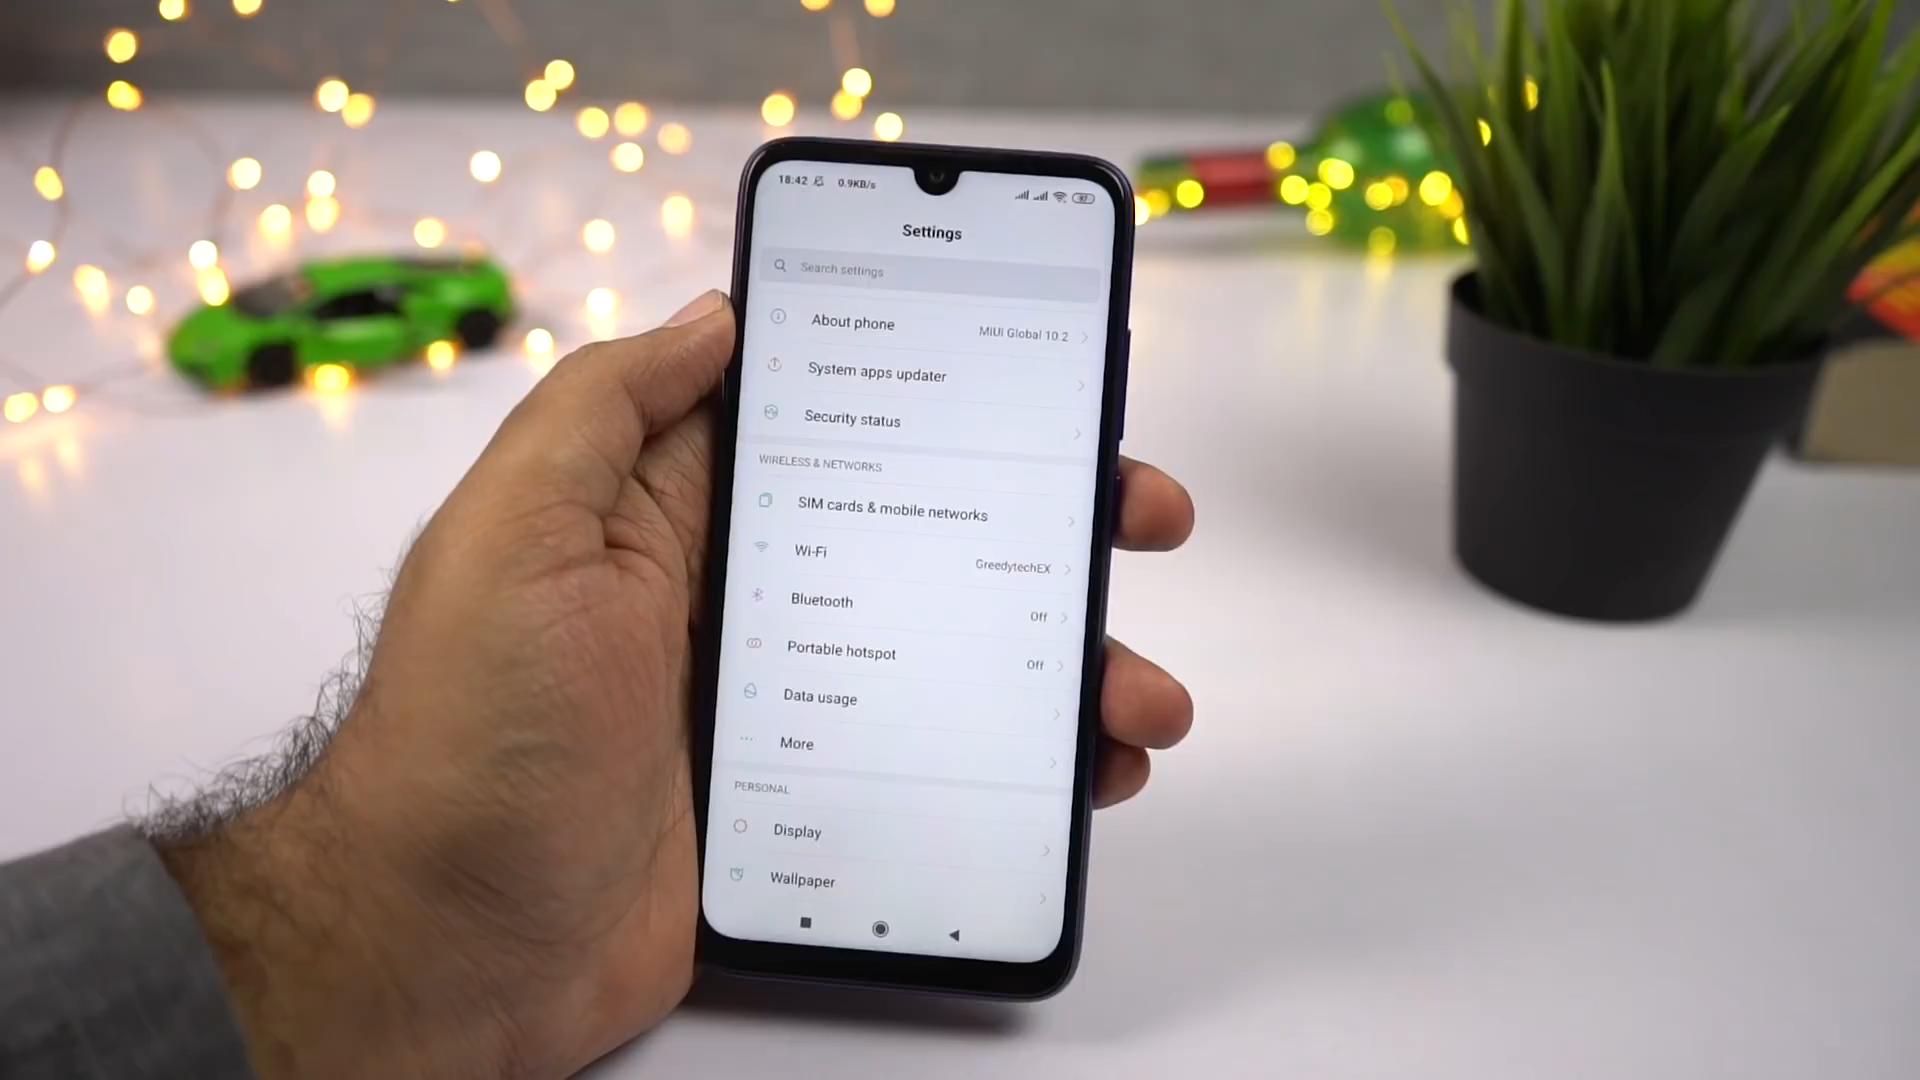 18:42 0.9KB/s
Settings
Search settings
About phone MIUI Global 10.2
System apps updater
Security status
WIRELESS & NETWORKS
SIM cards & mobile networks
Wi-Fi GreedytechEX
Bluetooth Off
Portable hotspot Off
Data usage
More
PERSONAL
Display
Wallpaper